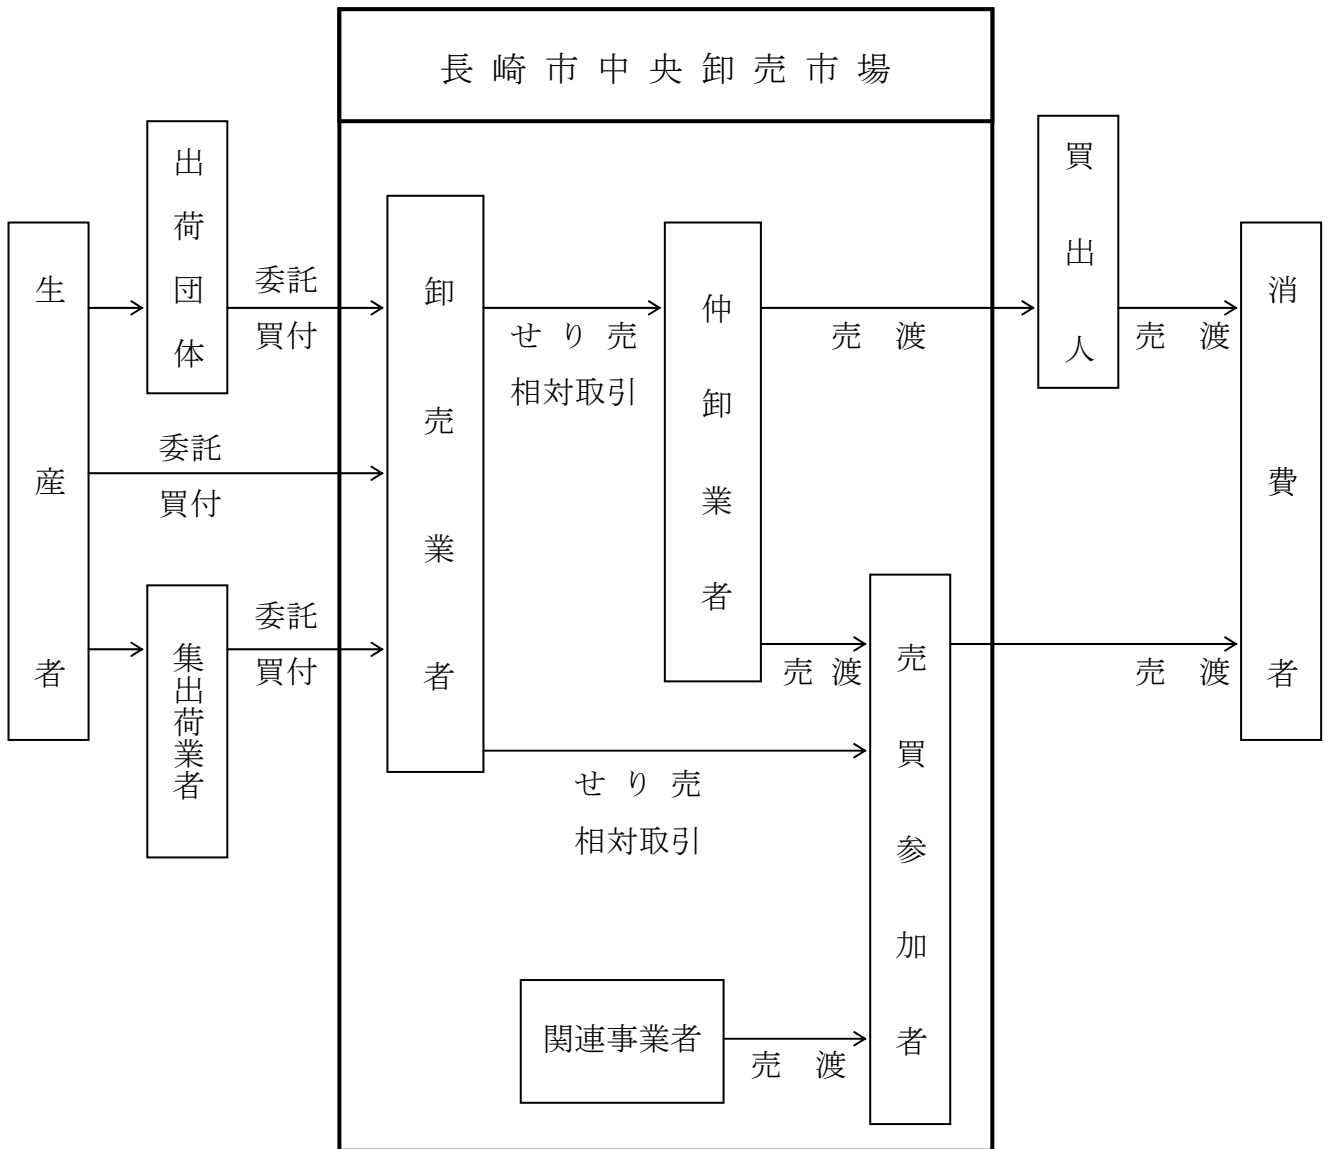 長崎市中央卸売市場
生産者
出荷団体
委託
買付
委託
買付
集出荷業者
委託
買付
卸売業者
せり売
相対取引
仲卸業者
売渡
買出人
売渡
消費者
売渡
売買参加者
売渡
せり売
相対取引
関連事業者
売渡